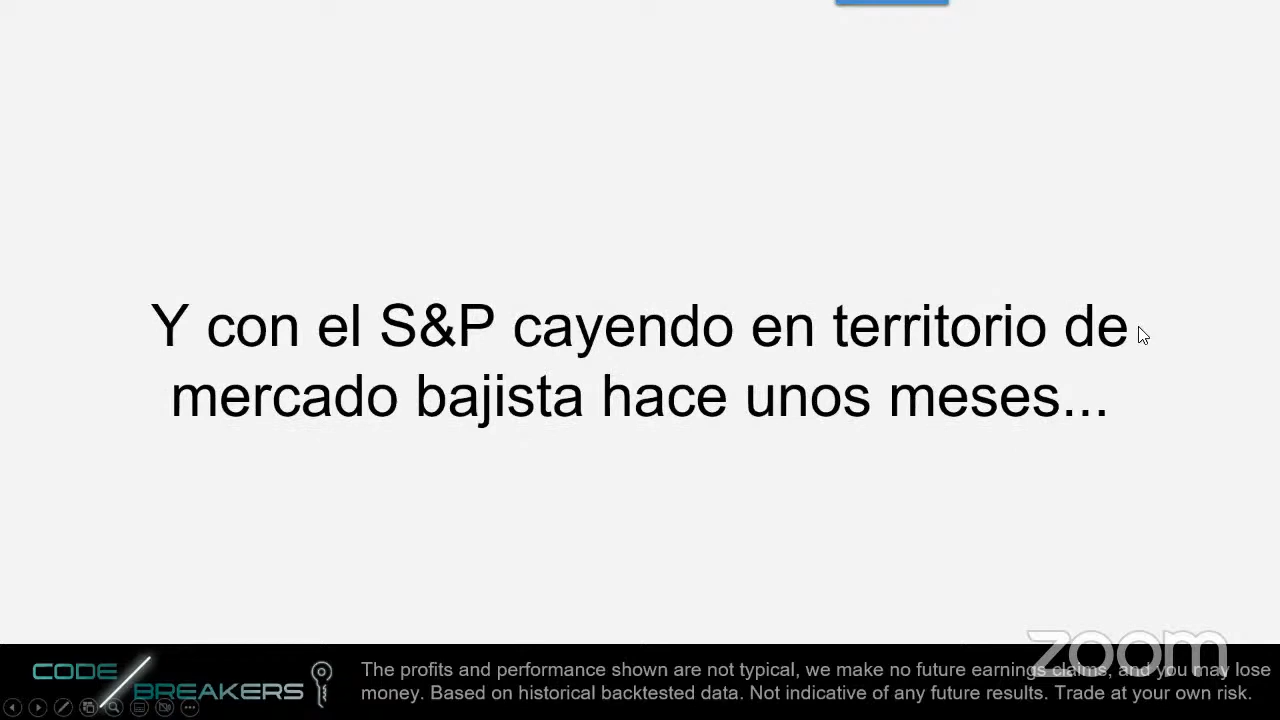 Y con el S&P cayendo en territorio de
mercado bajista hace unos meses...
zoom
CODE
BREAKERS
The profits and performance shown are not typical, we make no future earnings claims, and you may lose
money. Based on historical backtested data. Not indicative of any future results. Trade at your own risk.